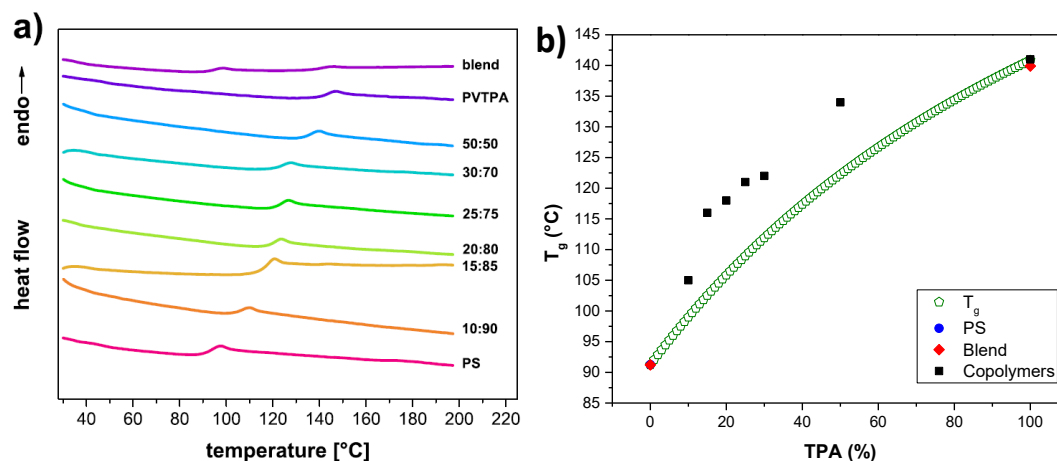 a)
endo
heat flow
blend
PVTPA
50:50
30:70
25:75
20:80
15:85
10:90
PS
40 60 80 100 120 140 160 180 200 220
temperature [°C]
b)
145
140
135
130
125
120
115
110
105
100
95
90
85
T_g (°C)
T_g
PS
Blend
Copolymers
0 20 40 60 80 100
TPA (%)